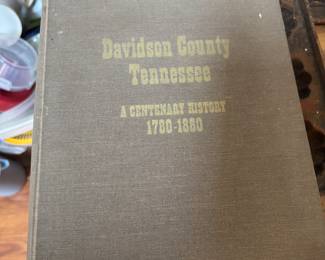 Davidson County
Tennessee
A CENTENARY HISTORY
1780-1880